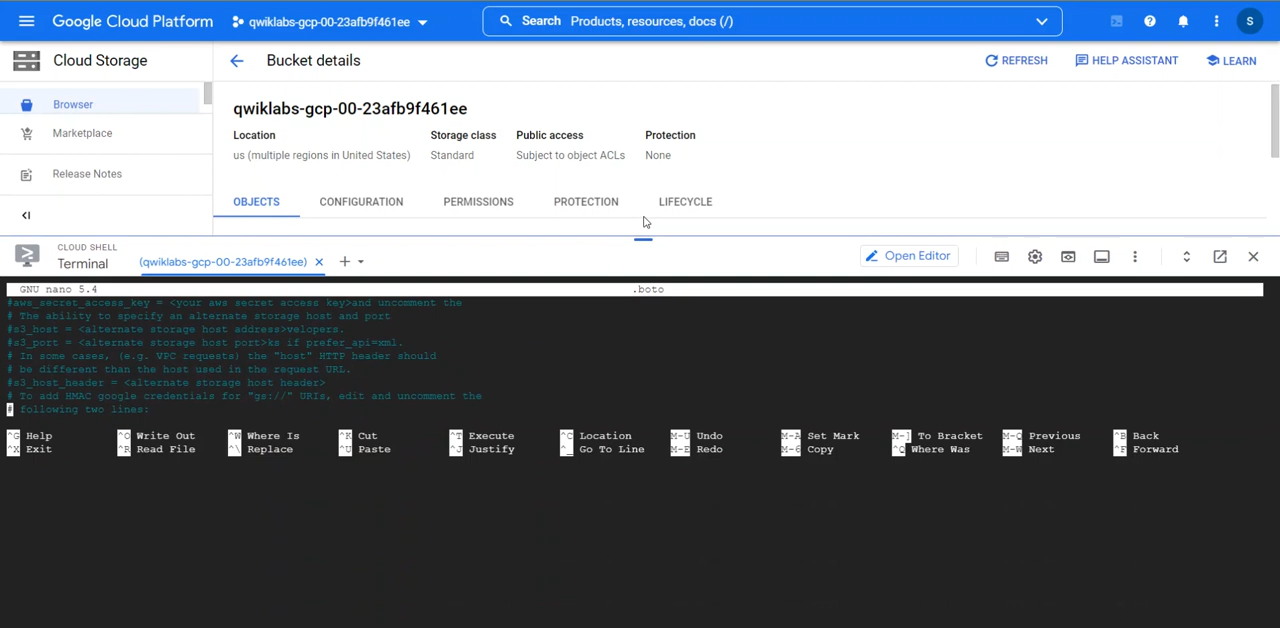 Google Cloud Platform
qwiklabs-gcp-00-23afb9f461ee
Search Products, resources, docs (/)
S
Cloud Storage
Bucket details
REFRESH
HELP ASSISTANT
LEARN
Browser
Marketplace
Release Notes
qwiklabs-gcp-00-23afb9f461ee
Location Storage class Public access Protection
us (multiple regions in United States) Standard Subject to object ACLs None
OBJECTS CONFIGURATION PERMISSIONS PROTECTION LIFECYCLE
CLOUD SHELL
Terminal
(qwiklabs-gcp-00-23afb9f461ee)
Open Editor
GNU nano 5.4 .boto
#aws_secret_access_key = <your aws secret access key>and uncomment the
# The ability to specify an alternate storage host and port
#s3_host = <alternate storage host address>velopers.
#s3_port = <alternate storage host port>ks if prefer_api=xml.
# In some cases, (e.g. VPC requests) the "host" HTTP header should
# be different than the host used in the request URL.
#s3_host_header = <alternate storage host header>
# To add HMAC google credentials for "gs://" URIs, edit and uncomment the
# following two lines:
^G Help ^O Write Out ^W Where Is ^K Cut ^T Execute ^C Location M-U Undo M-A Set Mark M-] To Bracket M-Q Previous ^B Back
^X Exit ^R Read File ^\ Replace ^U Paste ^J Justify ^_ Go To Line M-E Redo M-6 Copy ^Q Where Was M-W Next ^F Forward